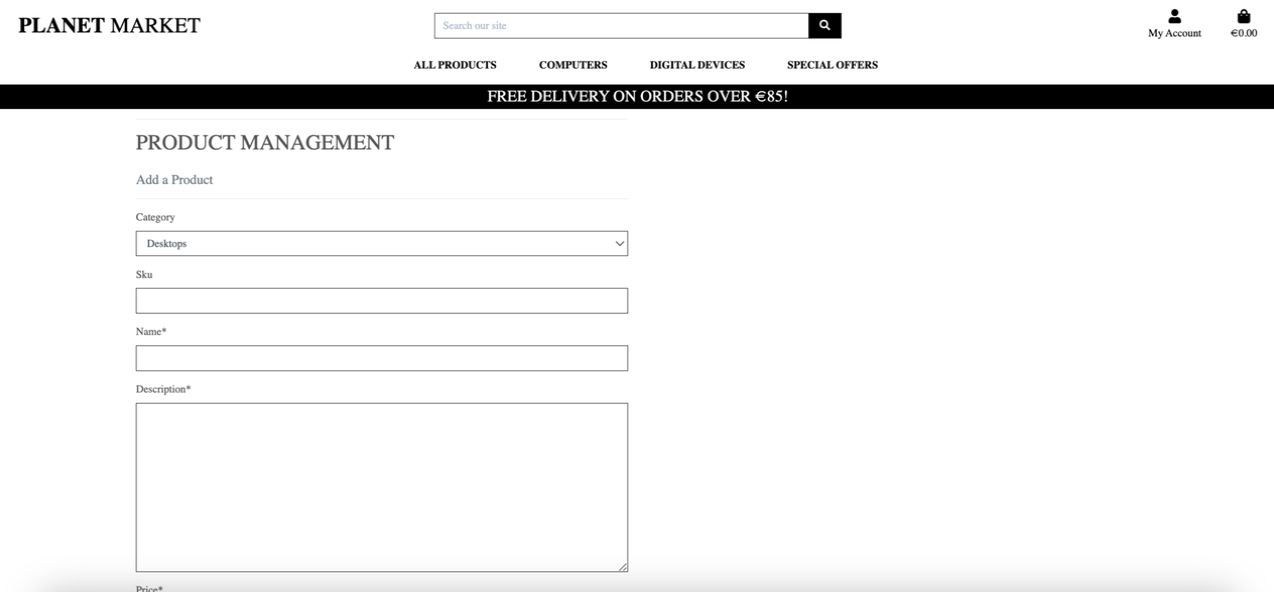 PLANET MARKET
Search our site
My Account
€0.00
ALL PRODUCTS COMPUTERS DIGITAL DEVICES SPECIAL OFFERS
FREE DELIVERY ON ORDERS OVER €85!
PRODUCT MANAGEMENT
Add a Product
Category
Desktops
Sku
Name*
Description*
Price*